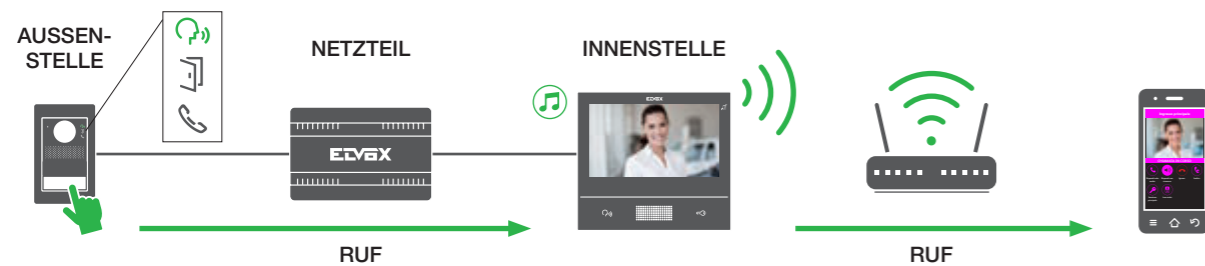 AUSSEN-
STELLE
NETZTEIL
INNENSTELLE
ELVOX
ELVOX
RUF
RUF